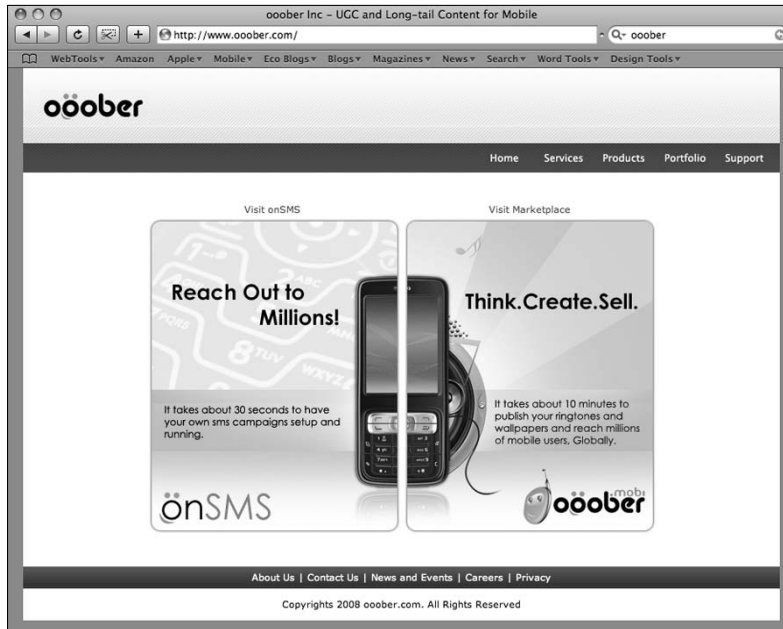 ooober Inc – UGC and Long-tail Content for Mobile
http://www.ooober.com/
ooober
WebTools Amazon Apple Mobile Eco Blogs Blogs Magazines News Search Word Tools Design Tools
oöober
Home Services Products Portfolio Support
Visit onSMS
Reach Out to
Millions!
It takes about 30 seconds to have
your own sms campaigns setup and
running.
önSMS
Visit Marketplace
Think.Create.Sell.
It takes about 10 minutes to
publish your ringtones and
wallpapers and reach millions
of mobile users, Globally.
oöober.mobi
About Us | Contact Us | News and Events | Careers | Privacy
Copyrights 2008 ooober.com. All Rights Reserved